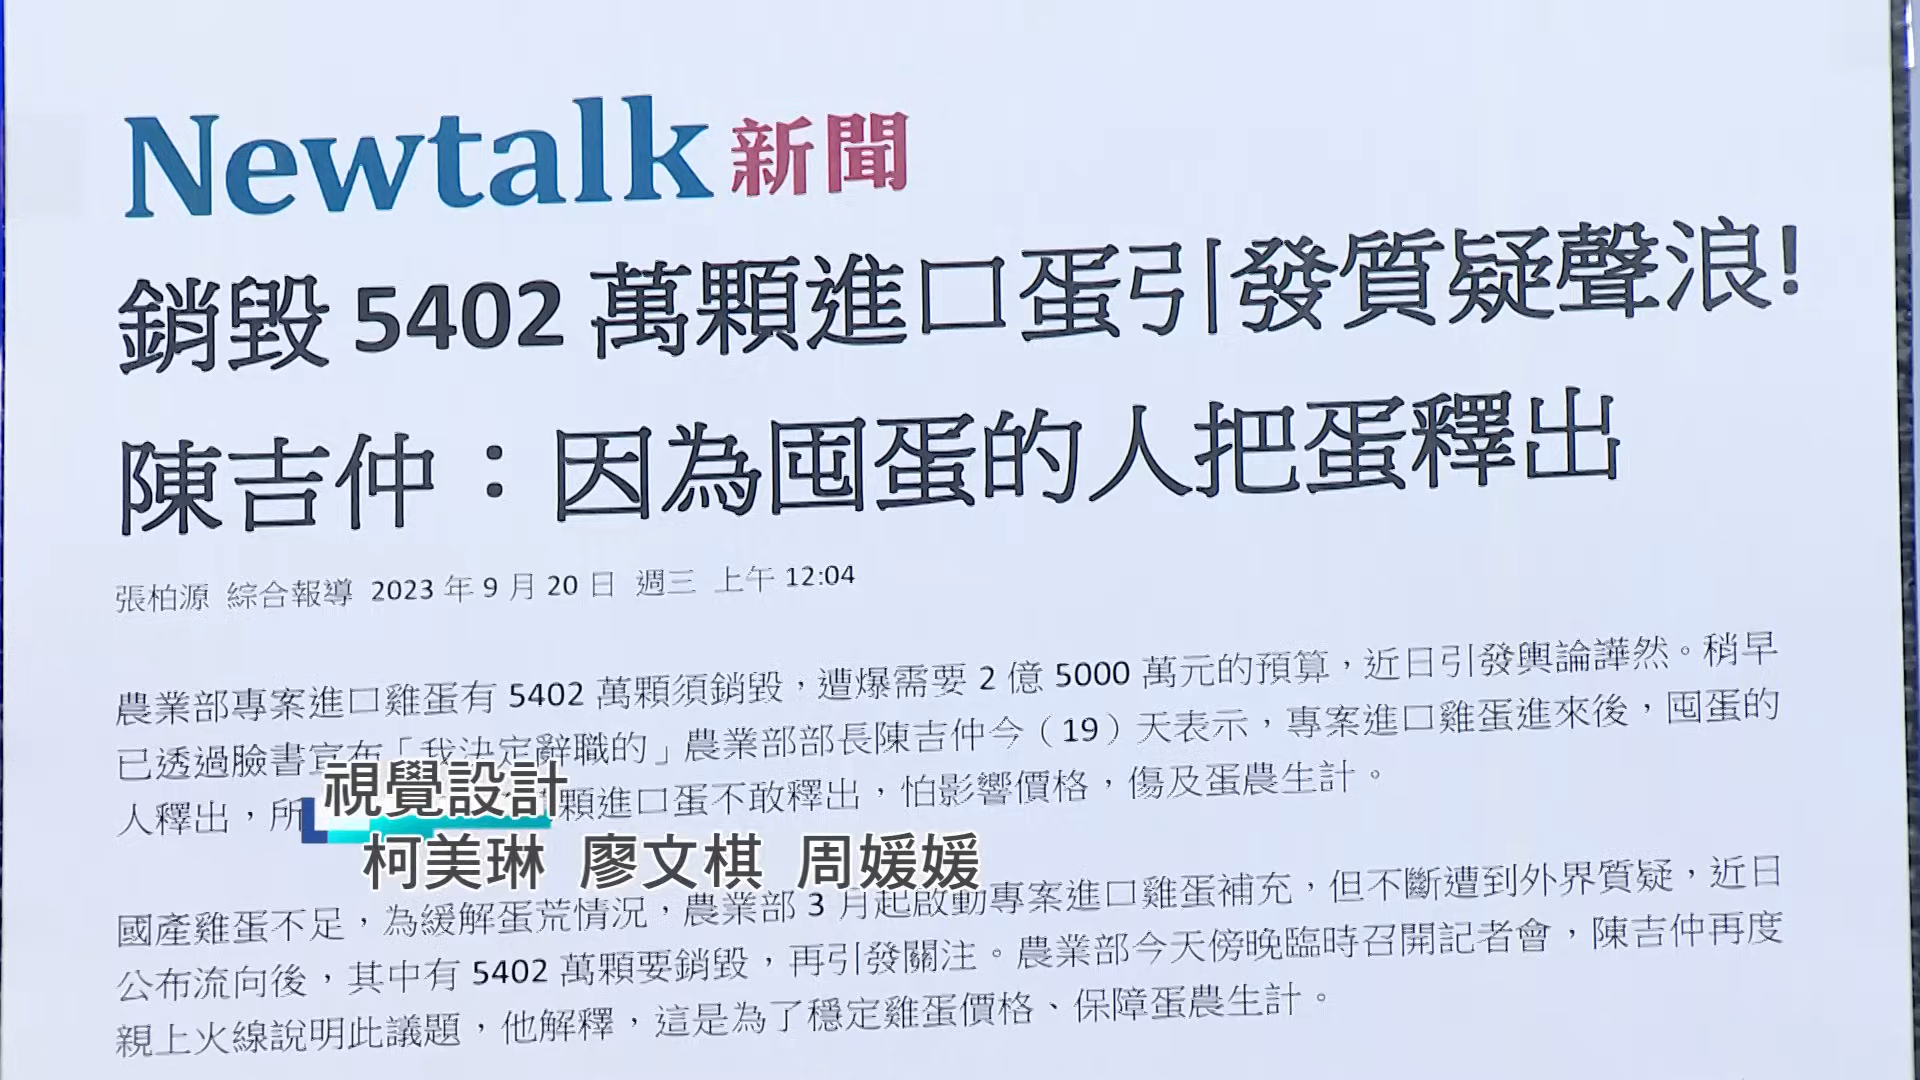 Newtalk 新聞
銷毀 5402 萬顆進口蛋引發質疑聲浪!
陳吉仲：因為囤蛋的人把蛋釋出
張柏源 綜合報導 2023 年 9 月 20 日 週三 上午 12:04
農業部專案進口雞蛋有 5402 萬顆須銷毀，遭爆需要 2 億 5000 萬元的預算，近日引發輿論譁然。稍早
已透過臉書宣布「我決定辭職的」農業部部長陳吉仲今（19）天表示，專案進口雞蛋進來後，囤蛋的
人釋出，所
顆進口蛋不敢釋出，怕影響價格，傷及蛋農生計。
視覺設計
柯美琳 廖文棋 周媛媛
國產雞蛋不足，為緩解蛋荒情況，農業部 3 月起啟動專案進口雞蛋補充，但不斷遭到外界質疑，近日
公布流向後，其中有 5402 萬顆要銷毀，再引發關注。農業部今天傍晚臨時召開記者會，陳吉仲再度
親上火線說明此議題，他解釋，這是為了穩定雞蛋價格、保障蛋農生計。